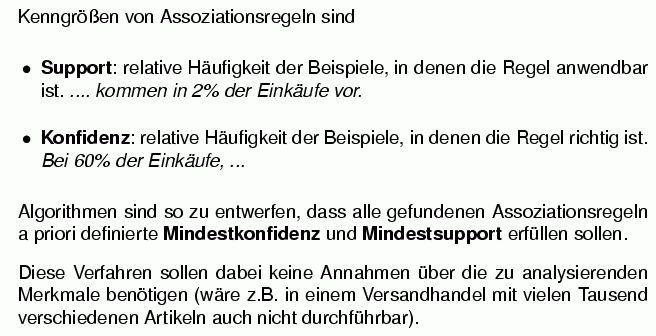 Kenngrößen von Assoziationsregeln sind
• Support: relative Häufigkeit der Beispiele, in denen die Regel anwendbar
ist. .... kommen in 2% der Einkäufe vor.
• Konfidenz: relative Häufigkeit der Beispiele, in denen die Regel richtig ist.
Bei 60% der Einkäufe, ...
Algorithmen sind so zu entwerfen, dass alle gefundenen Assoziationsregeln
a priori definierte Mindestkonfidenz und Mindestsupport erfüllen sollen.
Diese Verfahren sollen dabei keine Annahmen über die zu analysierenden
Merkmale benötigen (wäre z.B. in einem Versandhandel mit vielen Tausend
verschiedenen Artikeln auch nicht durchführbar).